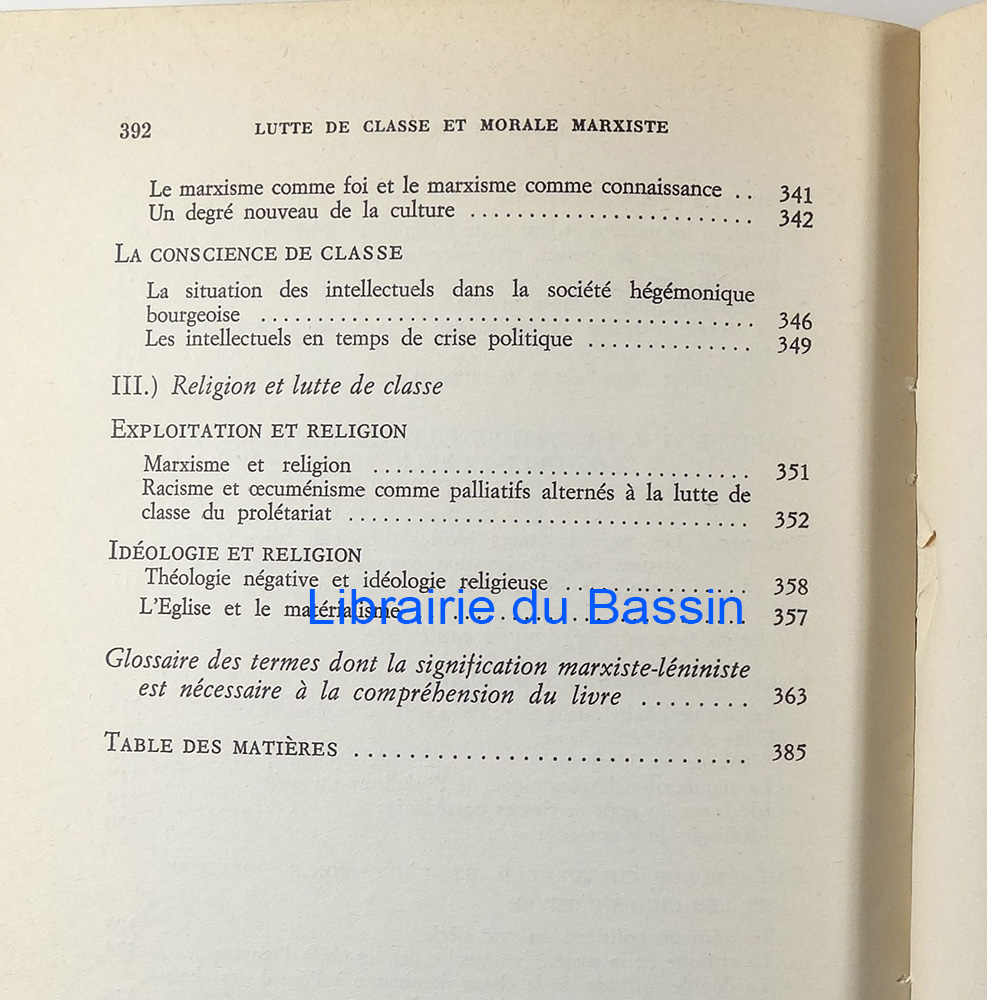 392 LUTTE DE CLASSE ET MORALE MARXISTE
Le marxisme comme foi et le marxisme comme connaissance .. 341
Un degré nouveau de la culture ........................ 342
LA CONSCIENCE DE CLASSE
La situation des intellectuels dans la société hégémonique
bourgeoise .......................................... 346
Les intellectuels en temps de crise politique .............. 349
III.) Religion et lutte de classe
EXPLOITATION ET RELIGION
Marxisme et religion ................................ 351
Racisme et œcuménisme comme palliatifs alternés à la lutte de
classe du prolétariat .................................. 352
IDÉOLOGIE ET RELIGION
Théologie négative et idéologie religieuse ................ 358
L'Eglise et le matérialisme ............................ 357
Librairie du Bassin
Glossaire des termes dont la signification marxiste-léniniste
est nécessaire à la compréhension du livre ........ 363
TABLE DES MATIÈRES ............................ 385